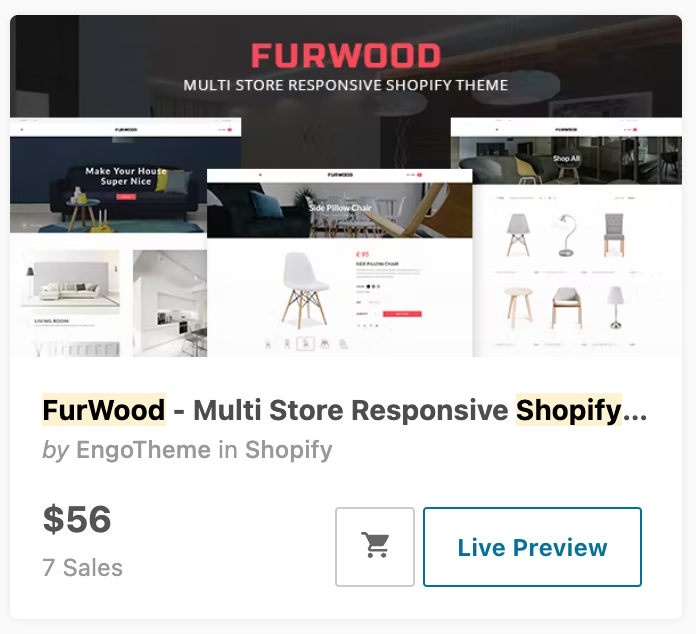 FURWOOD
MULTI STORE RESPONSIVE SHOPIFY THEME
FURWOOD
FURWOOD
Make Your House
Super Nice
Shop All
FURWOOD
Side Pillow Chair
€ 95
SIDE PILLOW CHAIR
LIVING ROOM
FurWood - Multi Store Responsive Shopify...
by EngoTheme in Shopify
$56
Live Preview
7 Sales